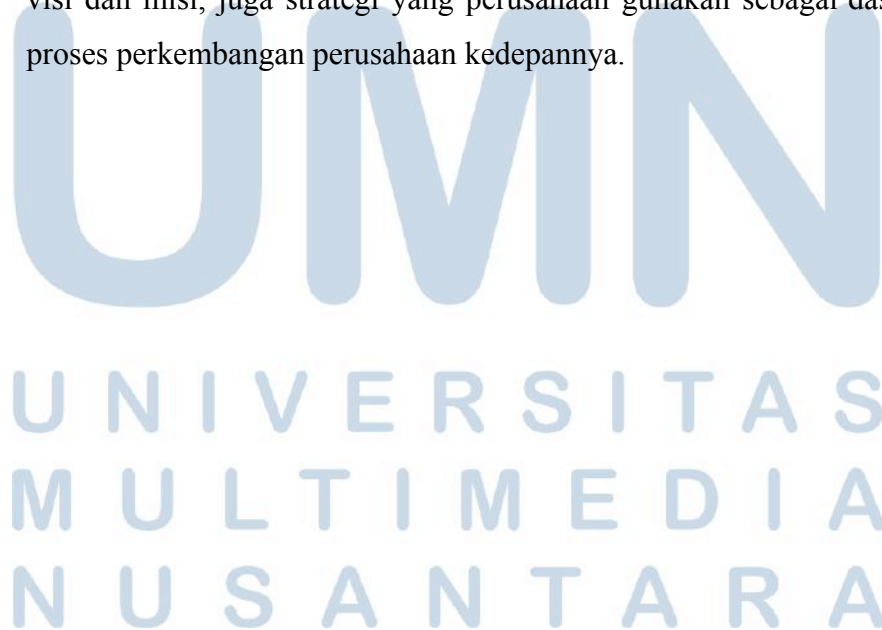 visi dan misi, juga strategi yang perusahaan gunakan sebagai das
proses perkembangan perusahaan kedepannya.
UMN
UNIVERSITAS
MULTIMEDIA
NUSANTARA